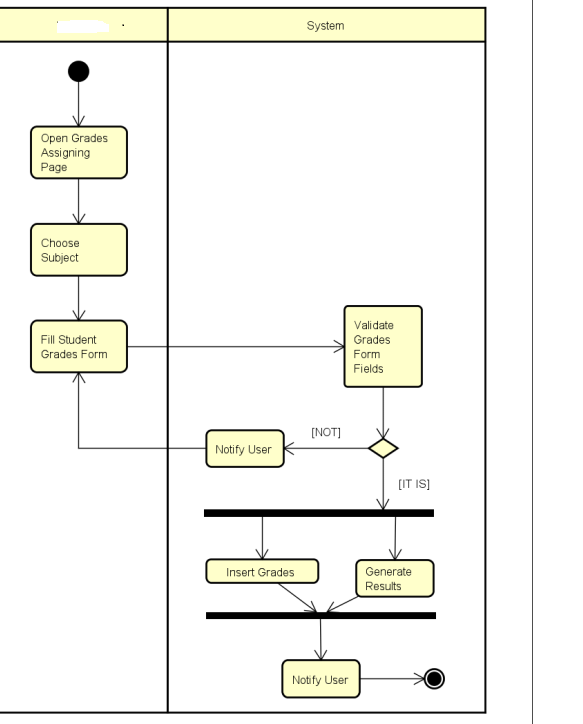 System
Open Grades
Assigning
Page
Choose
Subject
Fill Student
Grades Form
Validate
Grades
Form
Fields
[NOT]
Notify User
[IT IS]
Insert Grades
Generate
Results
Notify User